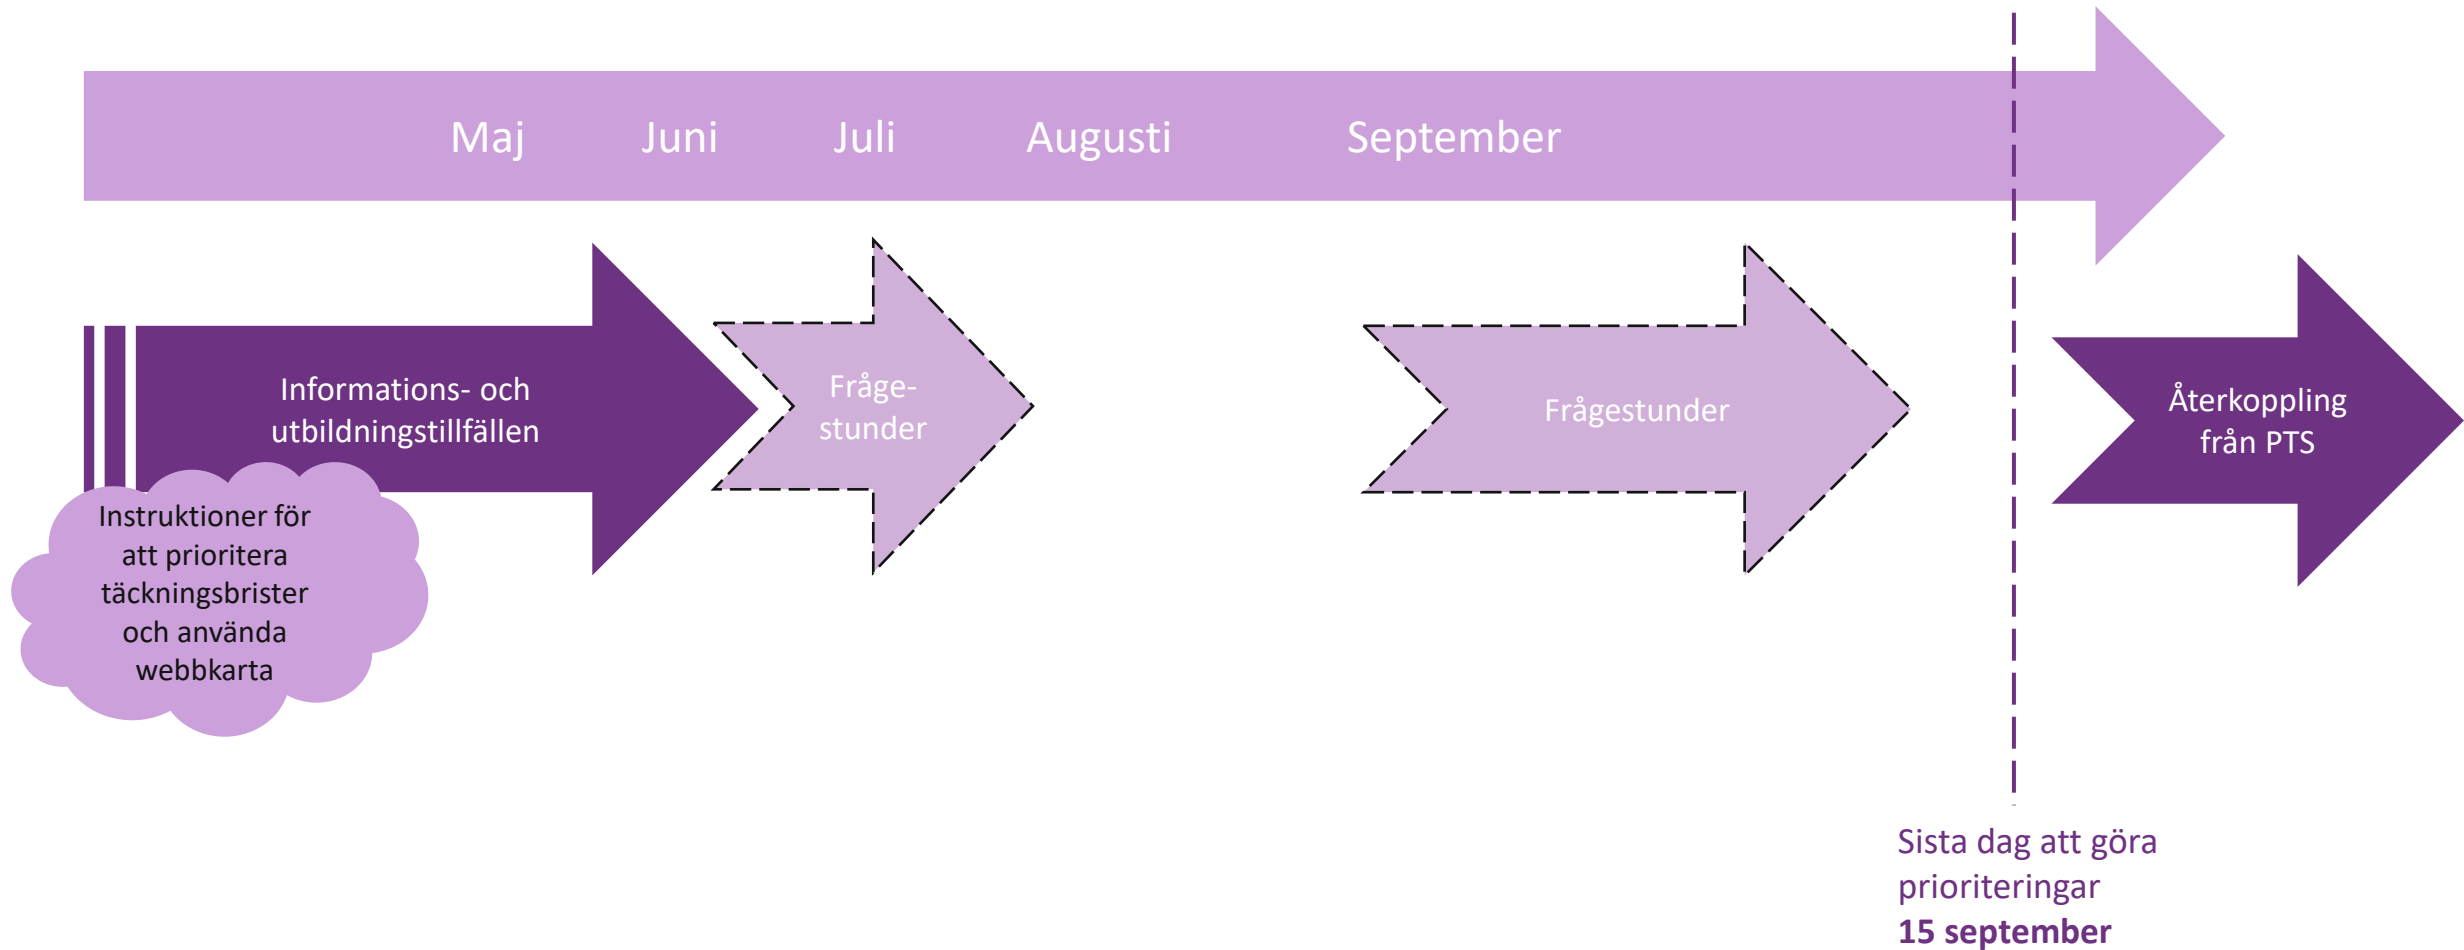 Maj Juni Juli Augusti September
Informations- och
utbildningstillfällen
Fråge-
stunder
Frågestunder
Återkoppling
från PTS
Instruktioner för
att prioritera
täckningsbrister
och använda
webbkarta
Sista dag att göra
prioriteringar
15 september